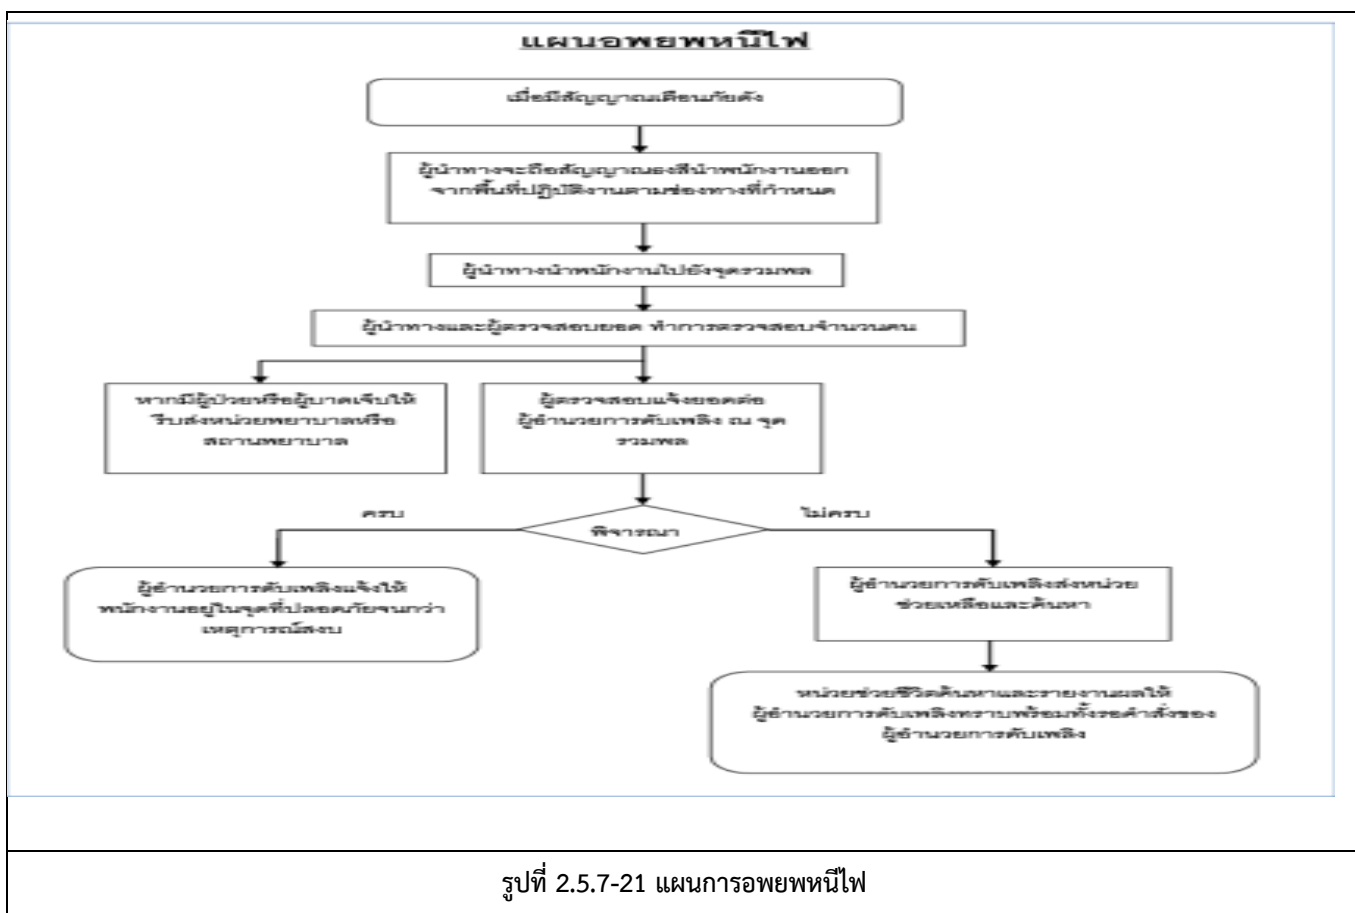 แผนอพยพหนีไฟ
เมื่อมีสัญญาณเตือนภัยดัง
ผู้นำทางจะถือสัญญาณธงสีนำพนักงานออก
จากพื้นที่ปฏิบัติงานตามช่องทางที่กำหนด
ผู้นำทางนำพนักงานไปยังจุดรวมพล
ผู้นำทางและผู้ตรวจสอบยอด ทำการตรวจสอบจำนวนคน
หากมีผู้ป่วยหรือผู้บาดเจ็บให้
รีบส่งหน่วยพยาบาลหรือ
สถานพยาบาล
ผู้ตรวจสอบแจ้งยอดต่อ
ผู้อำนวยการดับเพลิง ณ จุด
รวมพล
ครบ
พิจารณา
ไม่ครบ
ผู้อำนวยการดับเพลิงแจ้งให้
พนักงานอยู่ในจุดที่ปลอดภัยจนกว่า
เหตุการณ์สงบ
ผู้อำนวยการดับเพลิงส่งหน่วย
ช่วยเหลือและค้นหา
หน่วยช่วยชีวิตค้นหาและรายงานผลให้
ผู้อำนวยการดับเพลิงทราบพร้อมทั้งรอคำสั่งของ
ผู้อำนวยการดับเพลิง
รูปที่ 2.5.7-21 แผนการอพยพหนีไฟ